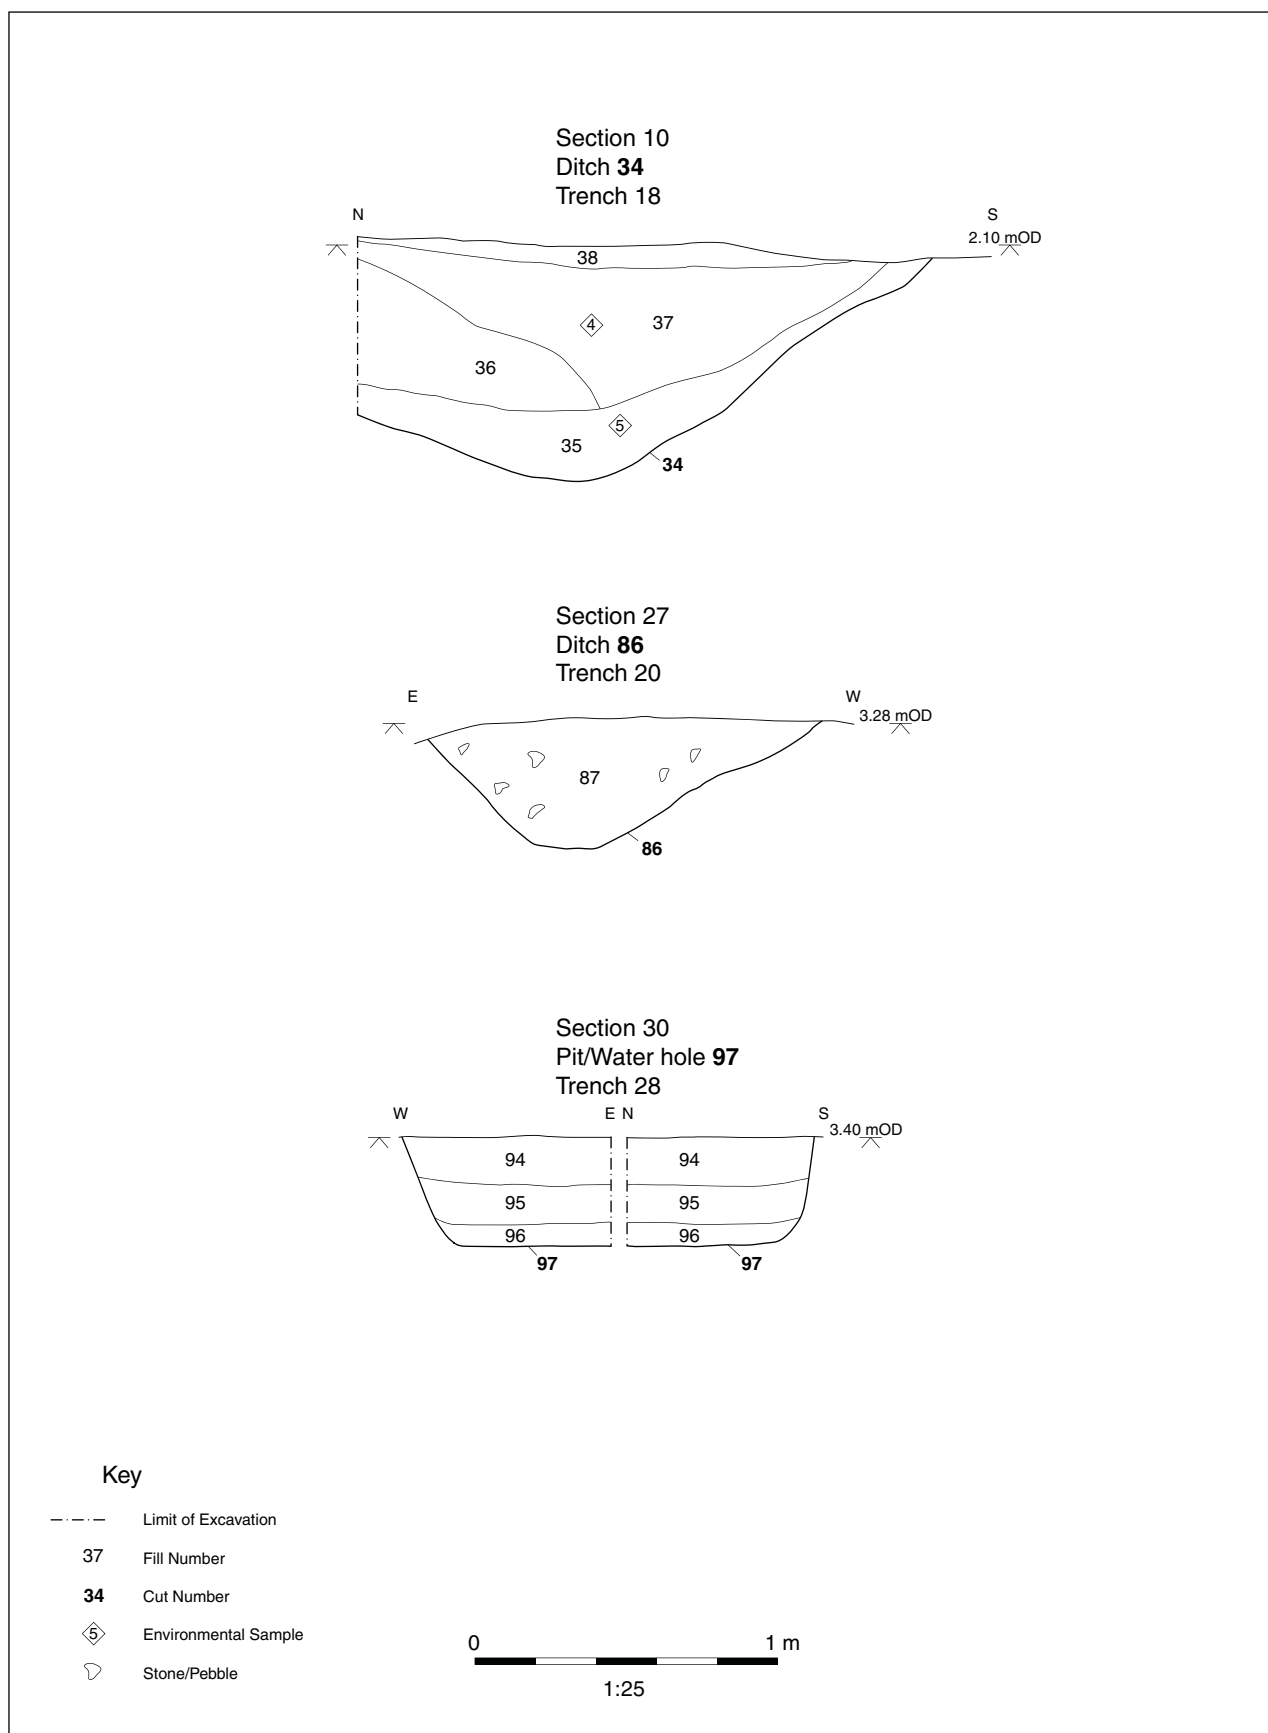 Section 10
Ditch 34
Trench 18
N
S
2.10 mOD
38
4
37
36
5
35
34
Section 27
Ditch 86
Trench 20
E
W
3.28 mOD
87
86
Section 30
Pit/Water hole 97
Trench 28
W
E N
S
3.40 mOD
94
94
95
95
96
96
97
97
Key
Limit of Excavation
37 Fill Number
34 Cut Number
5 Environmental Sample
Stone/Pebble
0
1 m
1:25